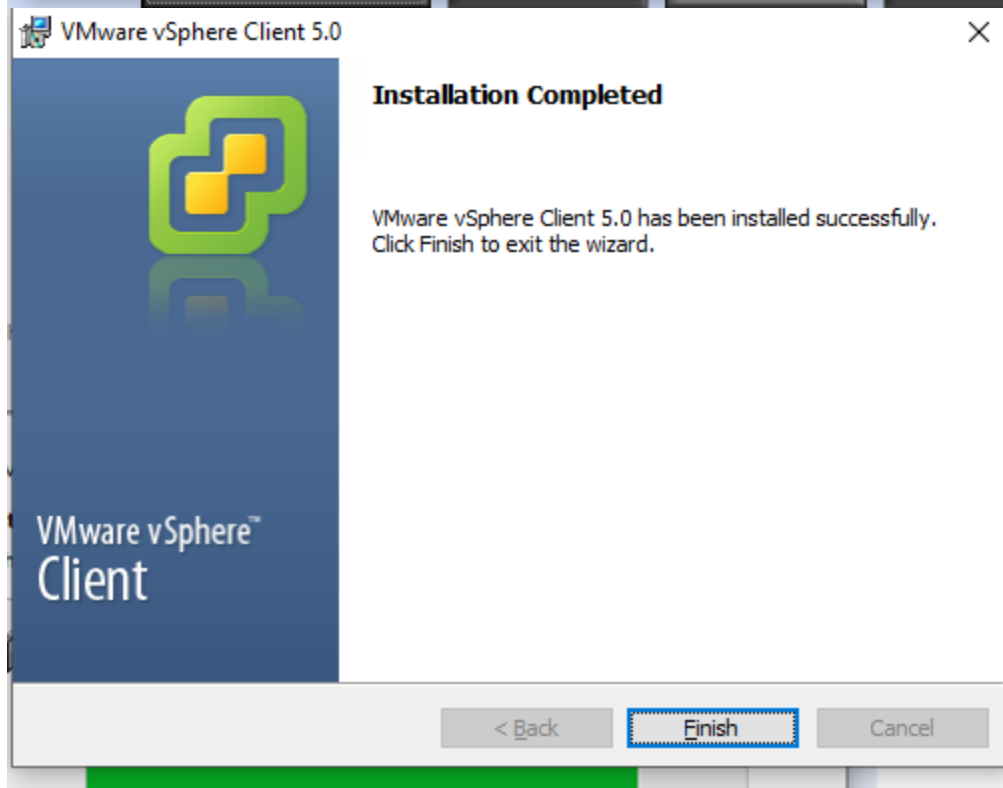 VMware vSphere Client 5.0
Installation Completed
VMware vSphere Client 5.0 has been installed successfully.
Click Finish to exit the wizard.
VMware vSphere™
Client
< Back
Finish
Cancel